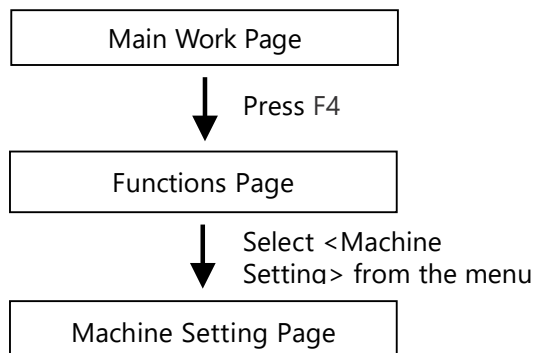 Main Work Page
Press F4
Functions Page
Select <Machine
Setting> from the menu
Machine Setting Page